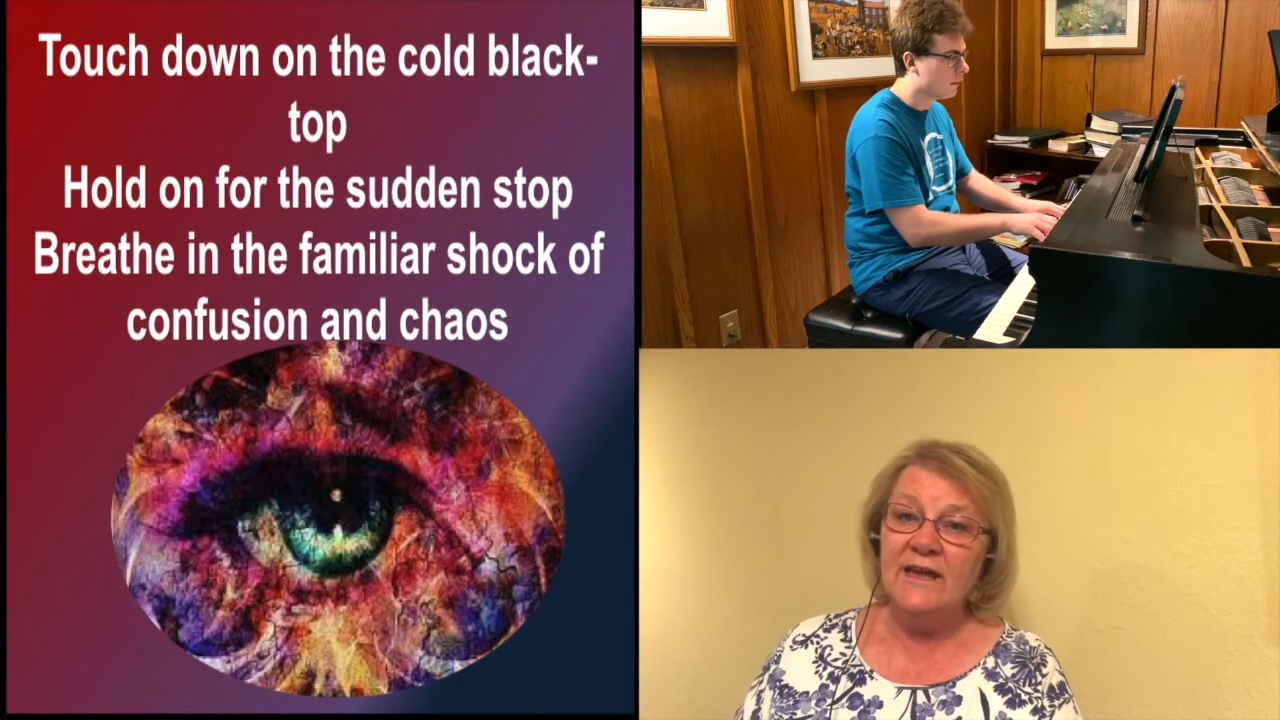 Touch down on the cold black-
top
Hold on for the sudden stop
Breathe in the familiar shock of
confusion and chaos